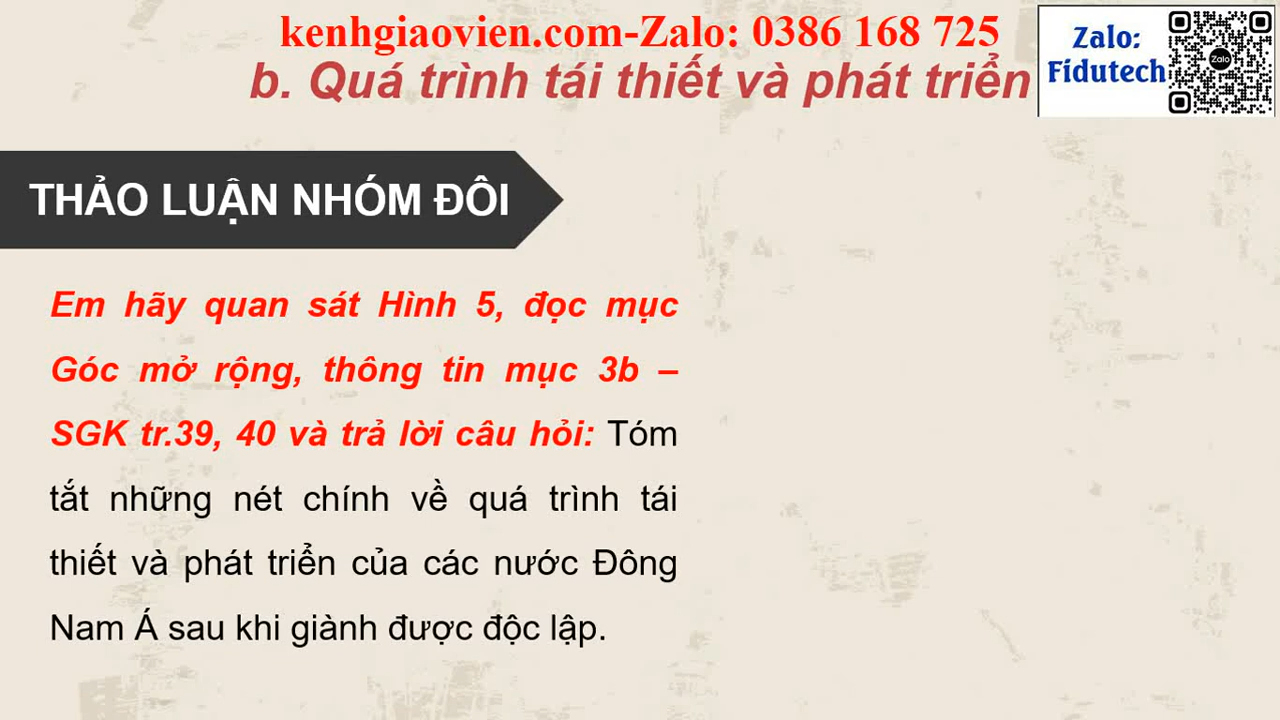 kenhgiaovien.com-Zalo: 0386 168 725
b. Quá trình tái thiết và phát triển
Zalo:
Fidutech
Zalo
THẢO LUẬN NHÓM ĐÔI
Em hãy quan sát Hình 5, đọc mục
Góc mở rộng, thông tin mục 3b –
SGK tr.39, 40 và trả lời câu hỏi: Tóm
tắt những nét chính về quá trình tái
thiết và phát triển của các nước Đông
Nam Á sau khi giành được độc lập.